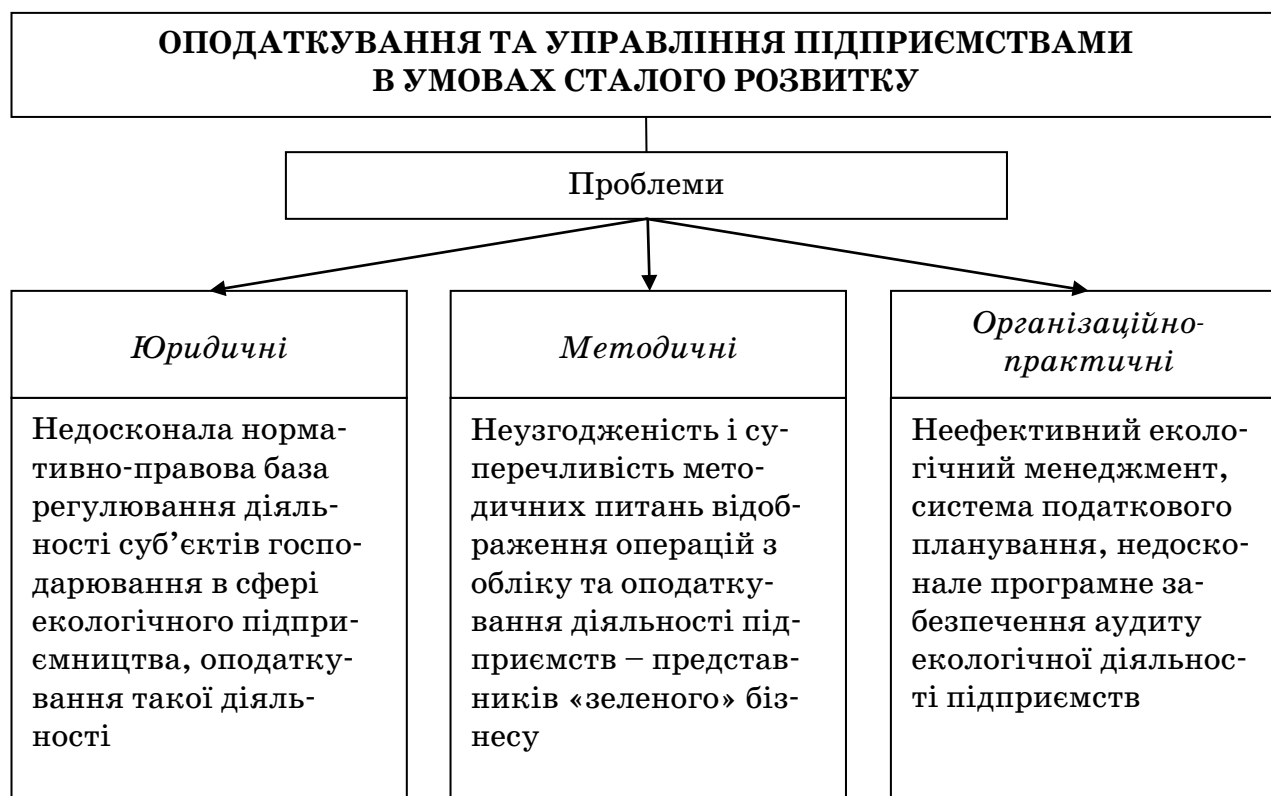 ОПОДАТКУВАННЯ ТА УПРАВЛІННЯ ПІДПРИЄМСТВАМИ
В УМОВАХ СТАЛОГО РОЗВИТКУ
Проблеми
Юридичні
Недосконала норма-
тивно-правова база
регулювання діяль-
ності суб’єктів госпо-
дарювання в сфері
екологічного підпри-
ємництва, оподатку-
вання такої діяль-
ності
Методичні
Неузгодженість і су-
перечливість мето-
дичних питань відоб-
раження операцій з
обліку та оподатку-
вання діяльності під-
приємств – представ-
ників «зеленого» біз-
несу
Організаційно-
практичні
Неефективний еколо-
гічний менеджмент,
система податкового
планування, недоско-
нале програмне за-
безпечення аудиту
екологічної діяльнос-
ті підприємств